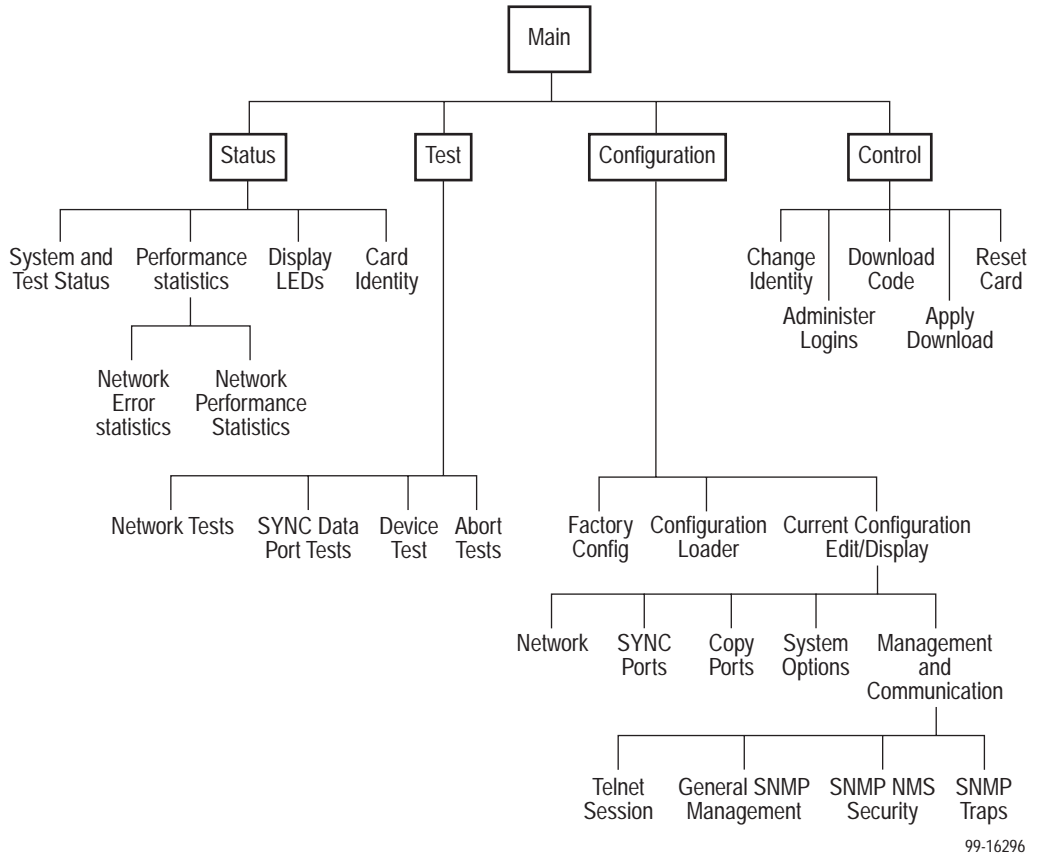 Main
Status
Test
Configuration
Control
System and
Test Status
Performance
statistics
Display
LEDs
Card
Identity
Change
Identity
Download
Code
Reset
Card
Administer
Logins
Apply
Download
Network
Error
statistics
Network
Performance
Statistics
Network Tests
SYNC Data
Port Tests
Device
Test
Abort
Tests
Factory
Config
Configuration
Loader
Current Configuration
Edit/Display
Network
SYNC
Ports
Copy
Ports
System
Options
Management
and
Communication
Telnet
Session
General SNMP
Management
SNMP NMS
Security
SNMP
Traps
99-16296